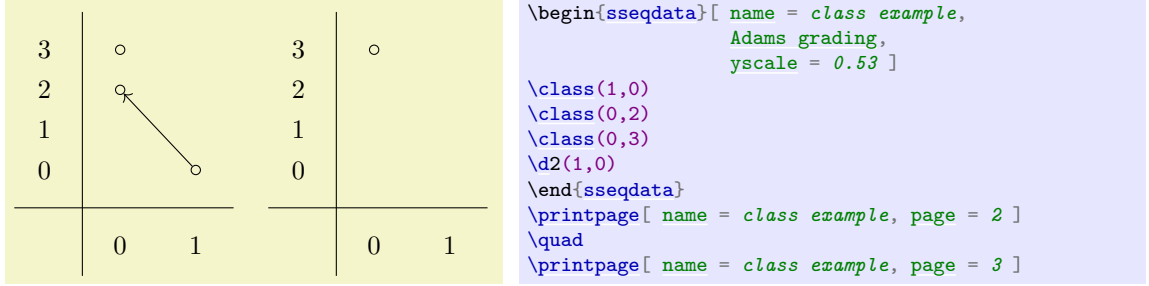 3
2
1
0
0 1
3
2
1
0
0 1
\begin{sseqdata}[ name = class example,
Adams grading,
yscale = 0.53 ]
\class(1,0)
\class(0,2)
\class(0,3)
\d2(1,0)
\end{sseqdata}
\printpage[ name = class example, page = 2 ]
\quad
\printpage[ name = class example, page = 3 ]